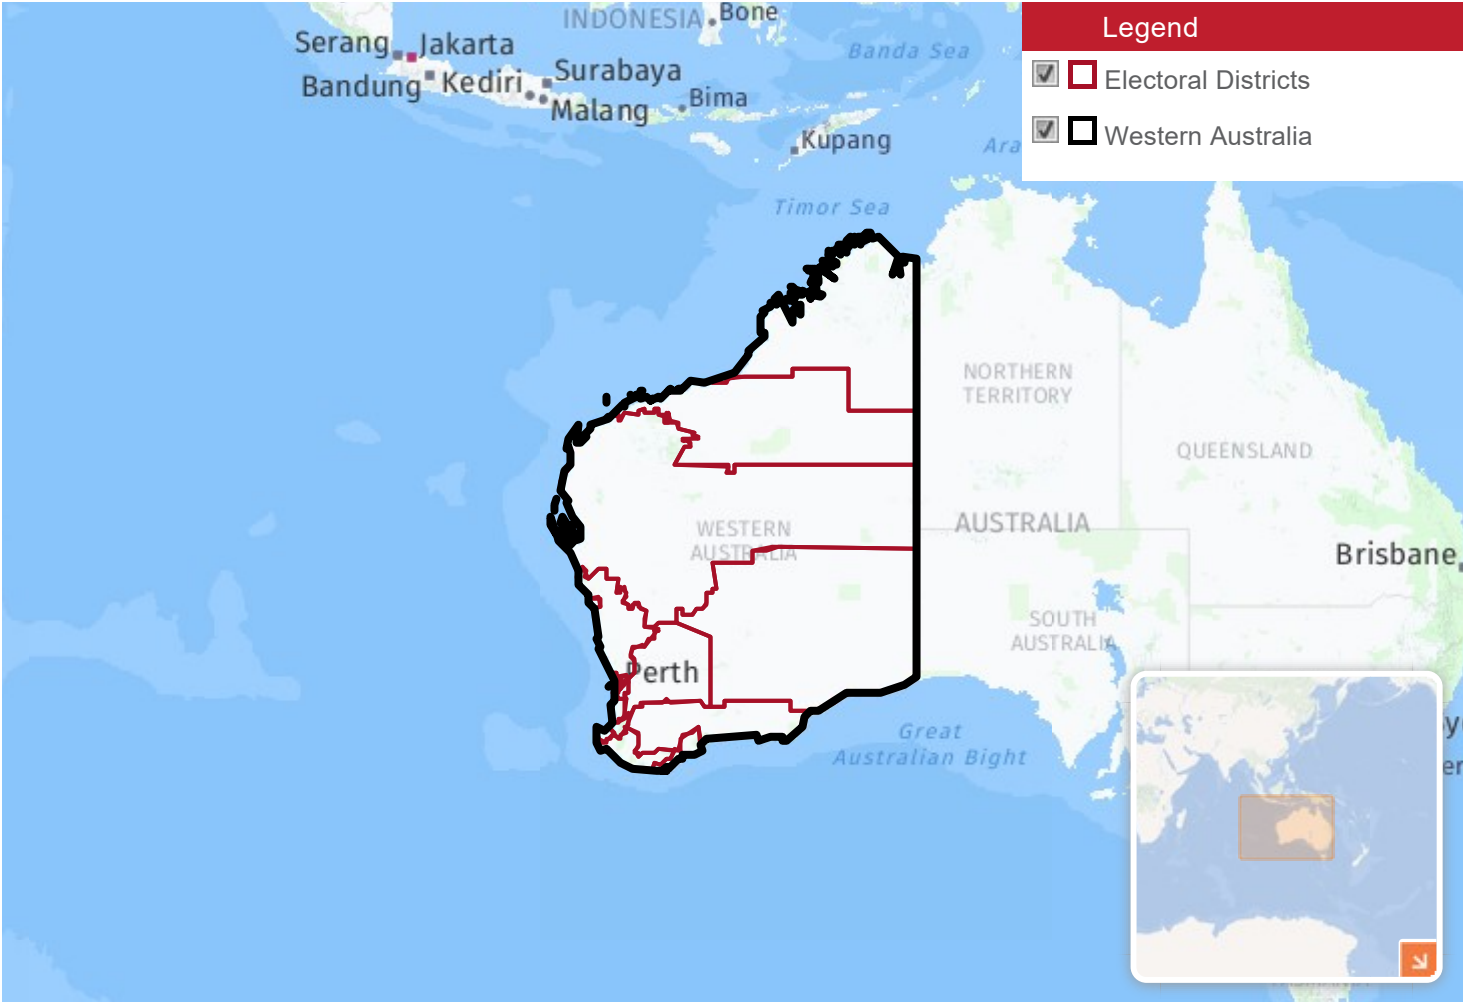 INDONESIA
Bone
Serang
Jakarta
Banda Sea
Bandung
Kediri
Surabaya
Malang
Bima
Kupang
Ara
Timor Sea
Legend
Electoral Districts
Western Australia
NORTHERN
TERRITORY
QUEENSLAND
WESTERN
AUSTRALIA
AUSTRALIA
Brisbane
SOUTH
AUSTRALIA
Perth
Great
Australian Bight